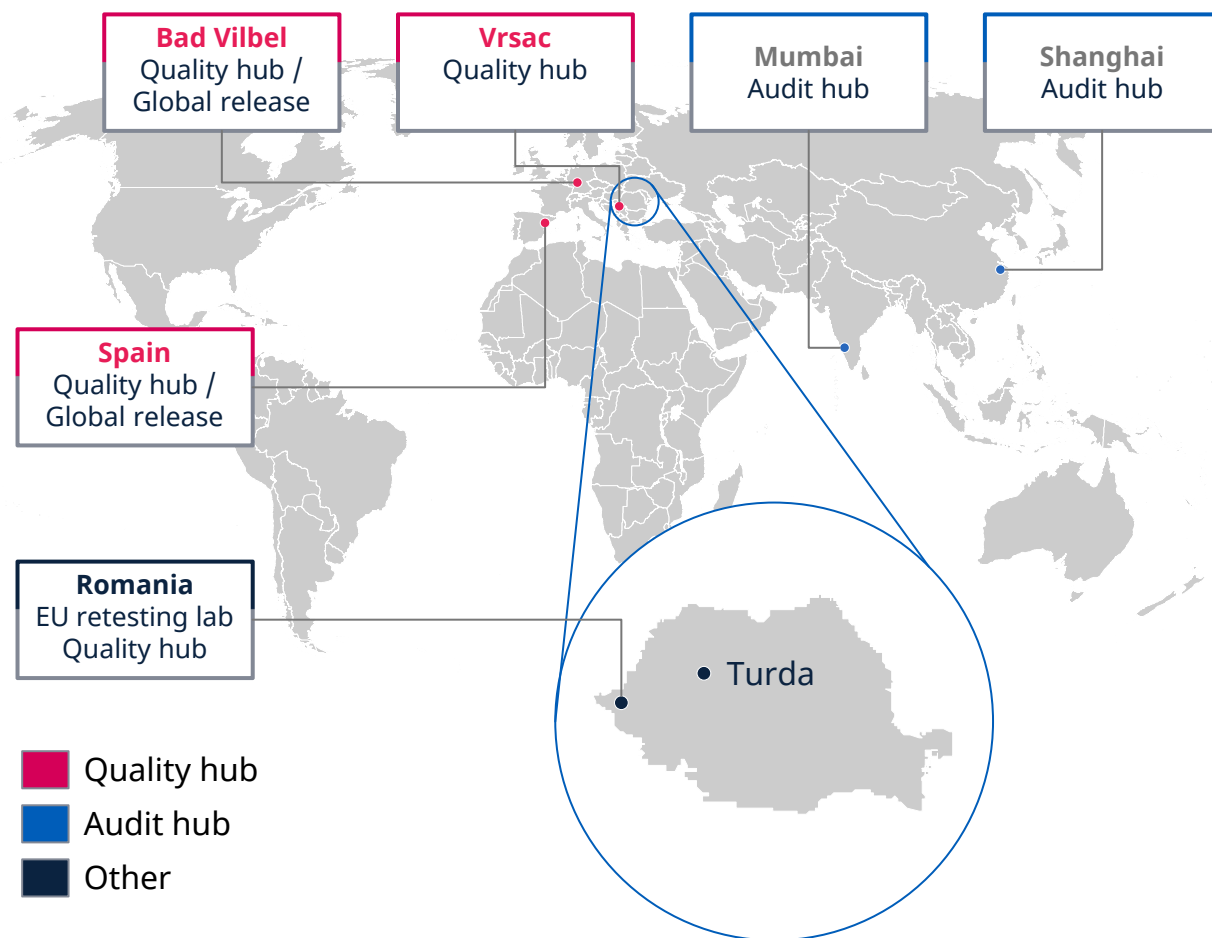 Bad Vilbel
Quality hub /
Global release
Vrsac
Quality hub
Mumbai
Audit hub
Shanghai
Audit hub
Spain
Quality hub /
Global release
Romania
EU retesting lab
Quality hub
Turda
Quality hub
Audit hub
Other